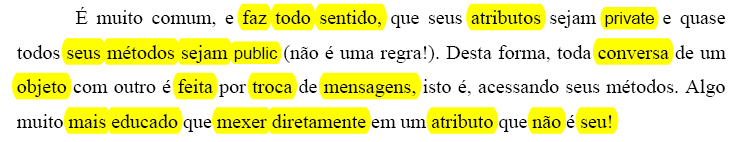 É muito comum, e faz todo sentido, que seus atributos sejam private e quase
todos seus métodos sejam public (não é uma regra!). Desta forma, toda conversa de um
objeto com outro é feita por troca de mensagens, isto é, acessando seus métodos. Algo
muito mais educado que mexer diretamente em um atributo que não é seu!